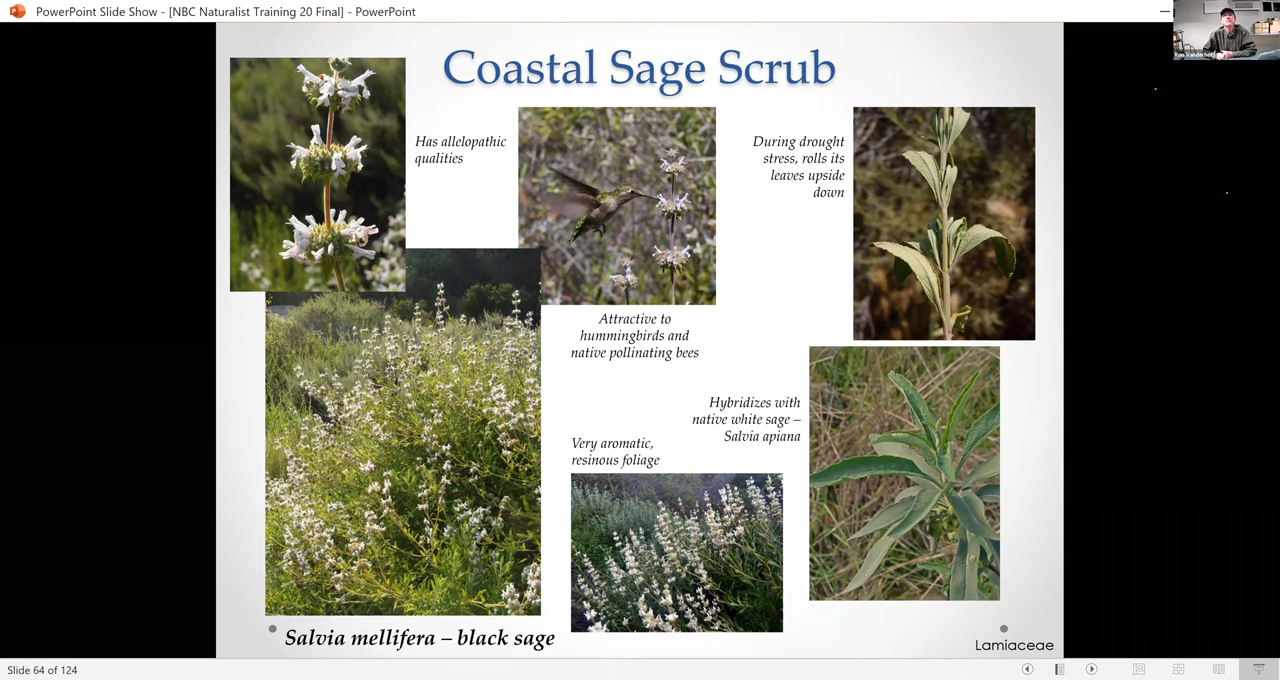 PowerPoint Slide Show - [NBC Naturalist Training 20 Final] - PowerPoint
Coastal Sage Scrub
Has allelopathic
qualities
During drought
stress, rolls its
leaves upside
down
Attractive to
hummingbirds and
native pollinating bees
Hybridizes with
native white sage –
Salvia apiana
Very aromatic,
resinous foliage
Salvia mellifera – black sage
Lamiaceae
Slide 64 of 124